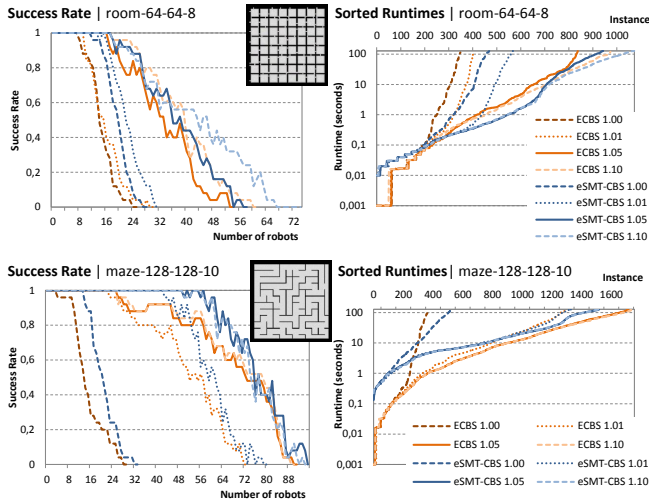 Success Rate | room-64-64-8
Success Rate
1
0,8
0,6
0,4
0,2
0
0 8 16 24 32 40 48 56 64 72
Number of robots
Sorted Runtimes | room-64-64-8
Instance
0 200 400 600 800 1000
Runtime (seconds)
100
10
1
0,1
0,01
0,001
ECBS 1.00
ECBS 1.01
ECBS 1.05
ECBS 1.10
eSMT-CBS 1.00
eSMT-CBS 1.01
eSMT-CBS 1.05
eSMT-CBS 1.10
Success Rate | maze-128-128-10
Success Rate
1
0,8
0,6
0,4
0,2
0
0 8 16 24 32 40 48 56 64 72 80 88
Number of robots
Sorted Runtimes | maze-128-128-10
Instance
0 200 400 600 800 1000 1200 1400 1600
Runtime (seconds)
100
10
1
0,1
0,01
0,001
ECBS 1.00 ECBS 1.01
ECBS 1.05 ECBS 1.10
eSMT-CBS 1.00 eSMT-CBS 1.01
eSMT-CBS 1.05 eSMT-CBS 1.10